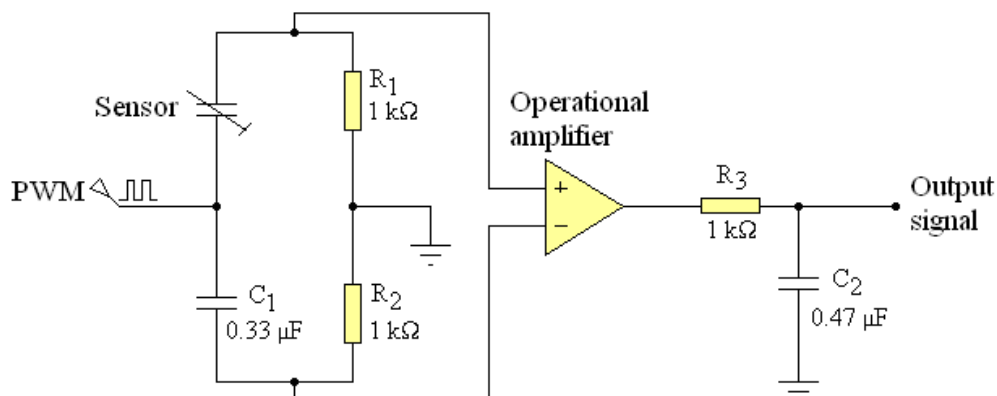 R1
1 kΩ
Sensor
Operational
amplifier
PWM
+
−
R3
1 kΩ
Output
signal
C1
0.33 μF
R2
1 kΩ
C2
0.47 μF